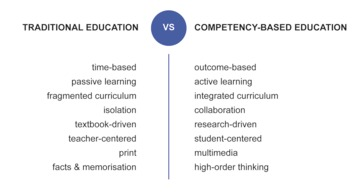 TRADITIONAL EDUCATION VS COMPETENCY-BASED EDUCATION
time-based outcome-based
passive learning active learning
fragmented curriculum integrated curriculum
isolation collaboration
textbook-driven research-driven
teacher-centered student-centered
print multimedia
facts & memorisation high-order thinking